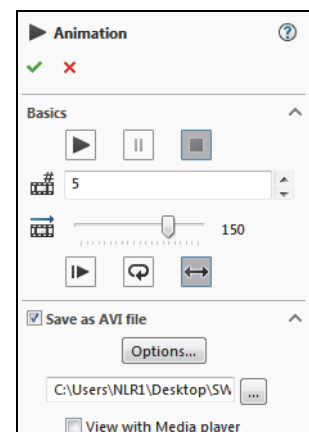 Animation
Basics
5
150
Save as AVI file
Options...
C:\Users\NLR1\Desktop\SW
...
View with Media player